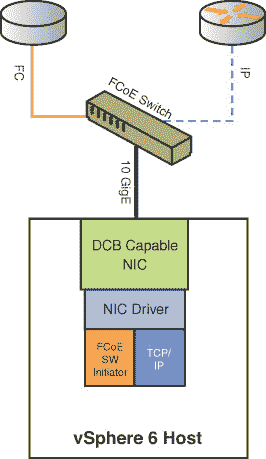 FC
FCoE Switch
IP
10 GigE
DCB Capable
NIC
NIC Driver
FCoE
SW
Initiator
TCP/
IP
vSphere 6 Host